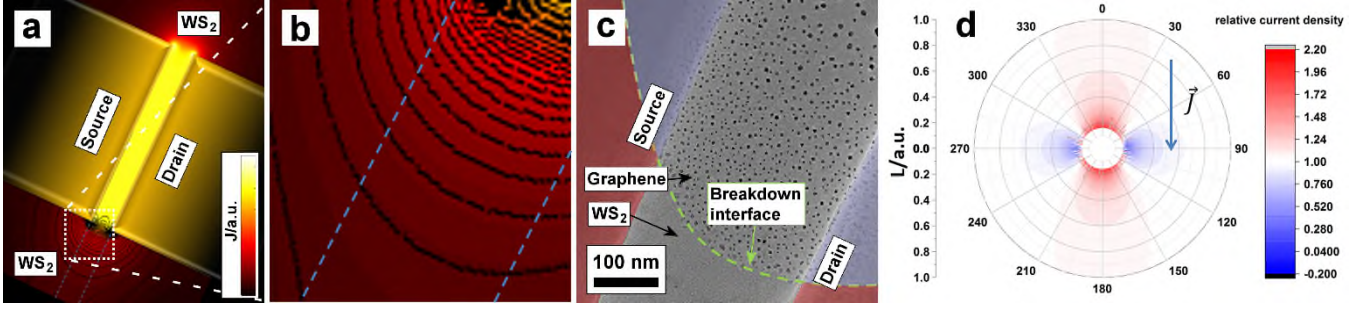 a
WS2
Source
Drain
J/a.u.
WS2
b
c
Source
Graphene
WS2
Breakdown
interface
Drain
100 nm
d
L/a.u.
1.0
0.8
0.6
0.4
0.2
0.0
0.2
0.4
0.6
0.8
1.0
0
30
60
90
120
150
180
210
240
270
300
330
J
relative current density
2.20
1.96
1.72
1.48
1.24
1.00
0.760
0.520
0.280
0.0400
-0.200